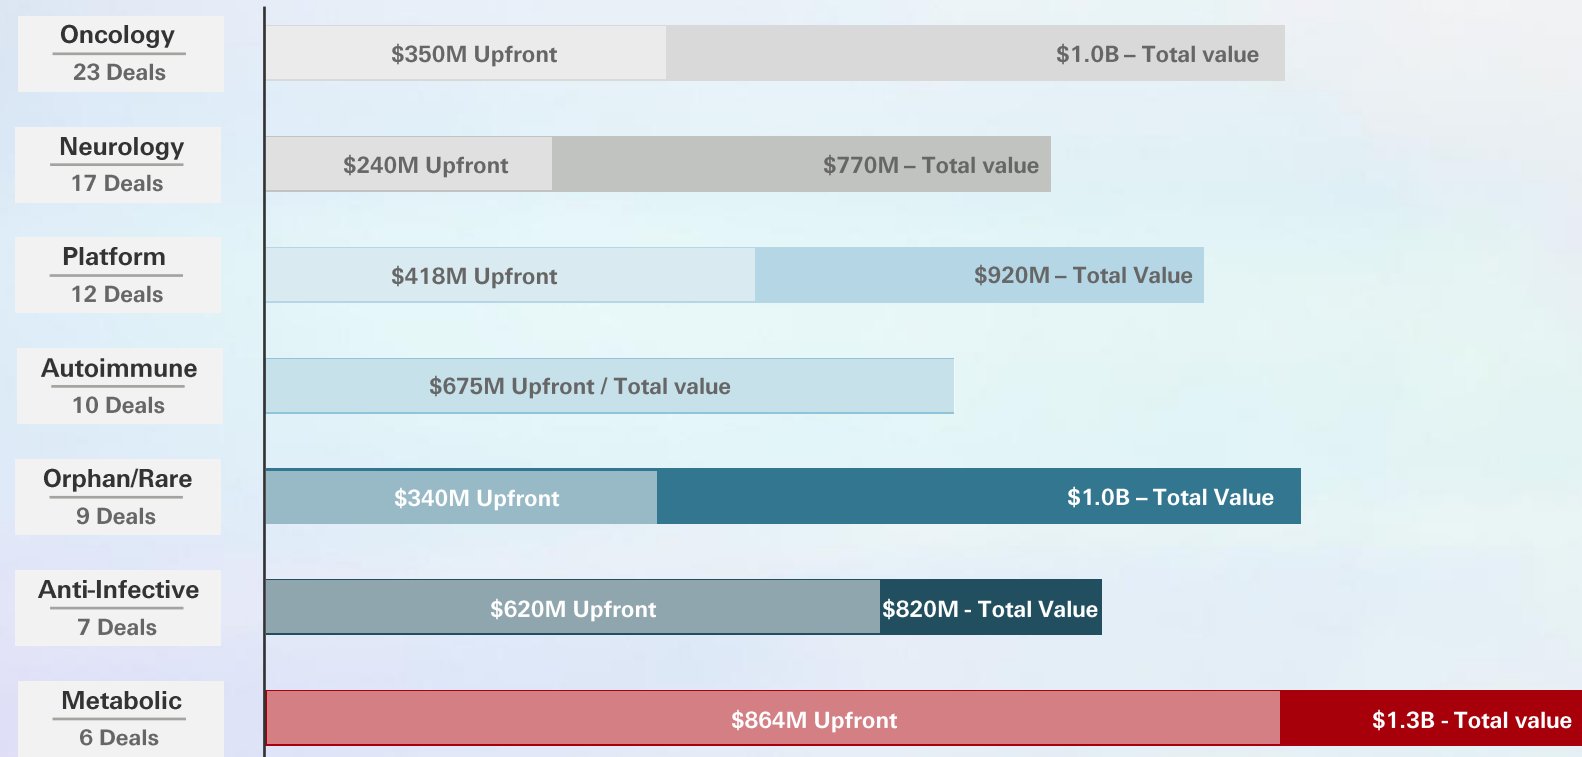 Oncology
23 Deals
$350M Upfront
$1.0B – Total value
Neurology
17 Deals
$240M Upfront
$770M – Total value
Platform
12 Deals
$418M Upfront
$920M – Total Value
Autoimmune
10 Deals
$675M Upfront / Total value
Orphan/Rare
9 Deals
$340M Upfront
$1.0B – Total Value
Anti-Infective
7 Deals
$620M Upfront
$820M - Total Value
Metabolic
6 Deals
$864M Upfront
$1.3B - Total value